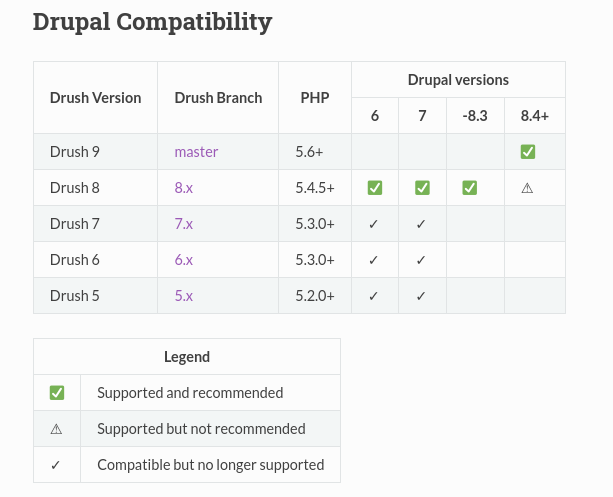 Drupal Compatibility
Drush Version Drush Branch PHP Drupal versions
6 7 -8.3 8.4+
Drush 9 master 5.6+ ✅
Drush 8 8.x 5.4.5+ ✅ ✅ ✅ ⚠
Drush 7 7.x 5.3.0+ ✓ ✓
Drush 6 6.x 5.3.0+ ✓ ✓
Drush 5 5.x 5.2.0+ ✓ ✓
Legend
✅ Supported and recommended
⚠ Supported but not recommended
✓ Compatible but no longer supported